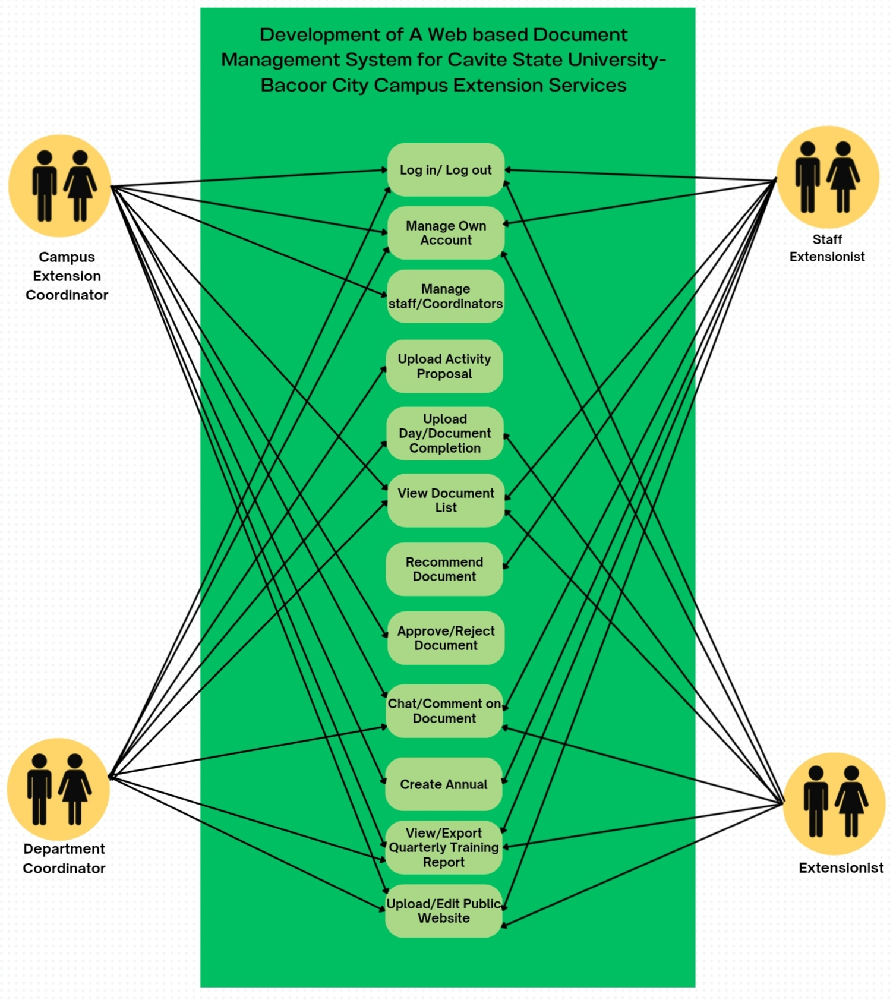 Development of A Web based Document
Management System for Cavite State University-
Bacoor City Campus Extension Services
Log in/ Log out
Manage Own
Account
Manage
staff/Coordinators
Upload Activity
Proposal
Upload
Day/Document
Completion
View Document
List
Recommend
Document
Approve/Reject
Document
Chat/Comment on
Document
Create Annual
View/Export
Quarterly Training
Report
Upload/Edit Public
Website
Campus
Extension
Coordinator
Department
Coordinator
Staff
Extensionist
Extensionist